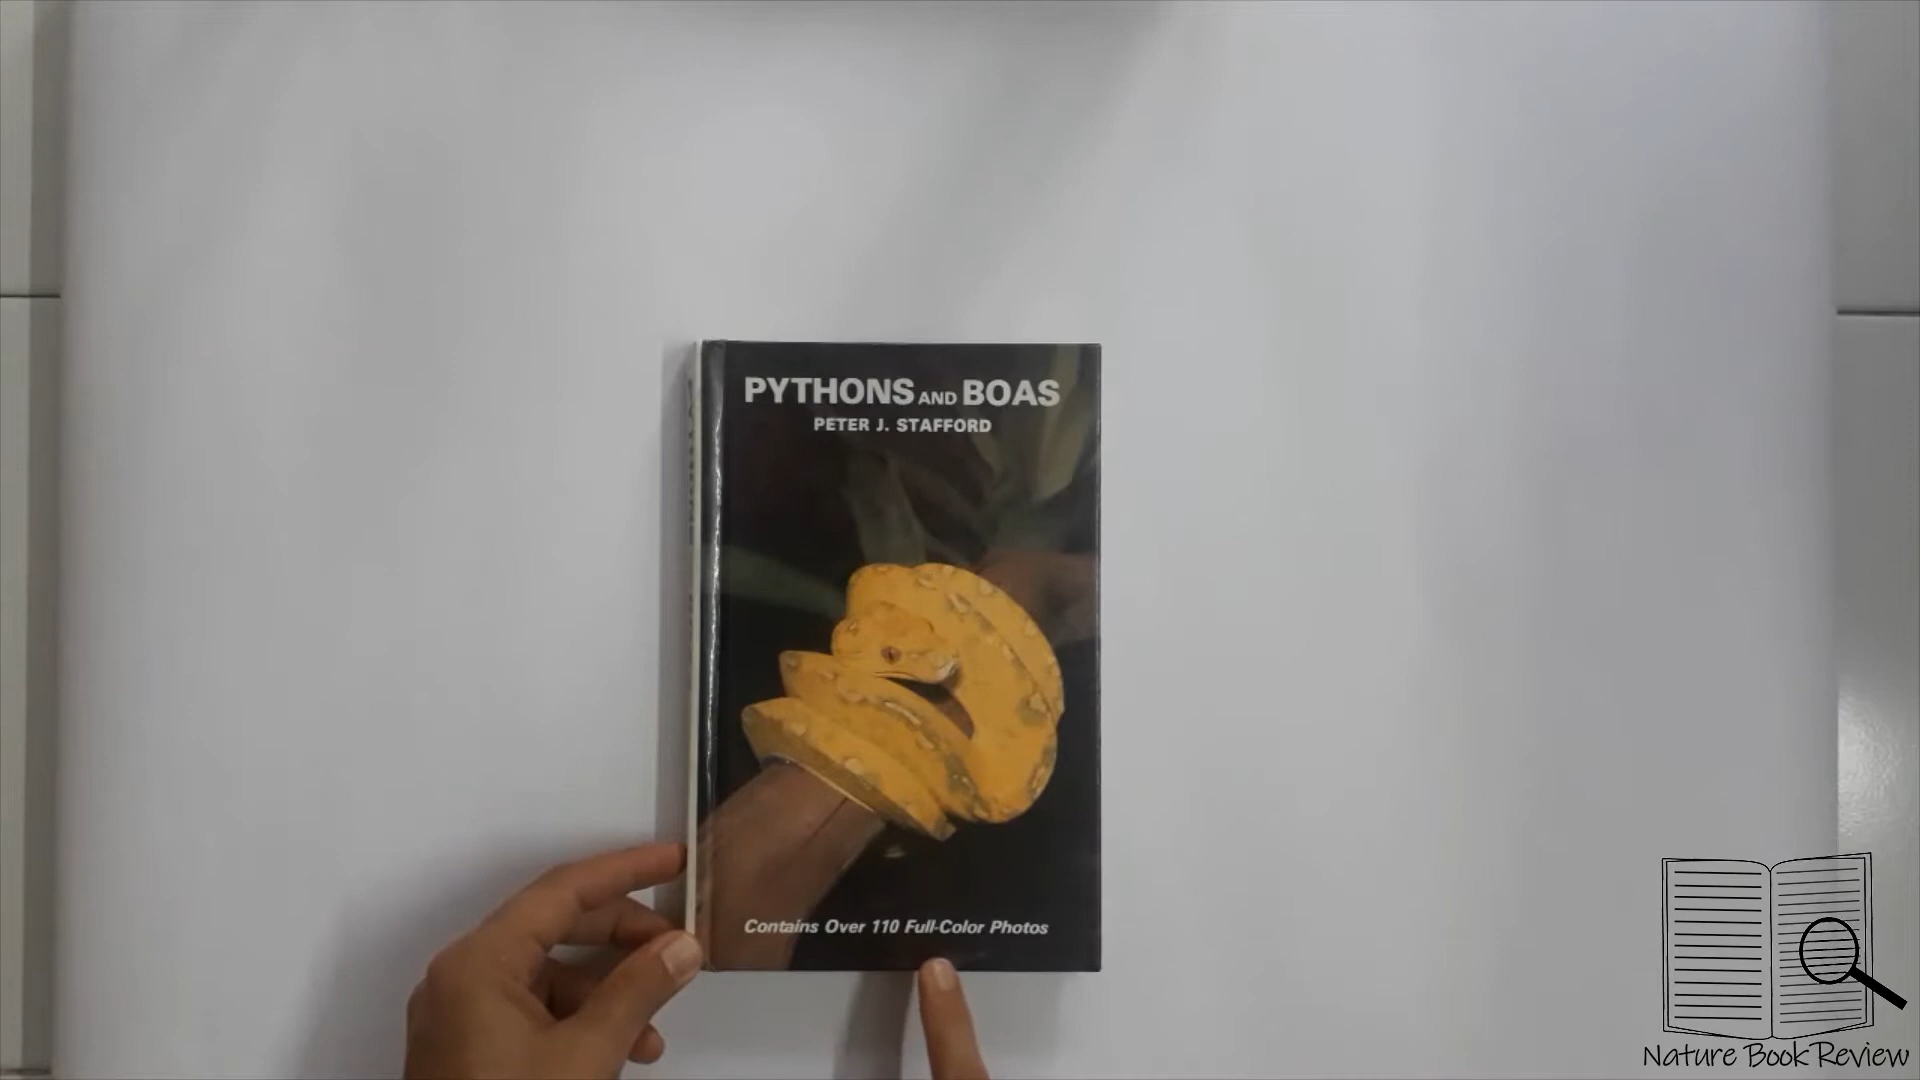 PYTHONS AND BOAS
PETER J. STAFFORD
Contains Over 110 Full-Color Photos
Nature Book Review